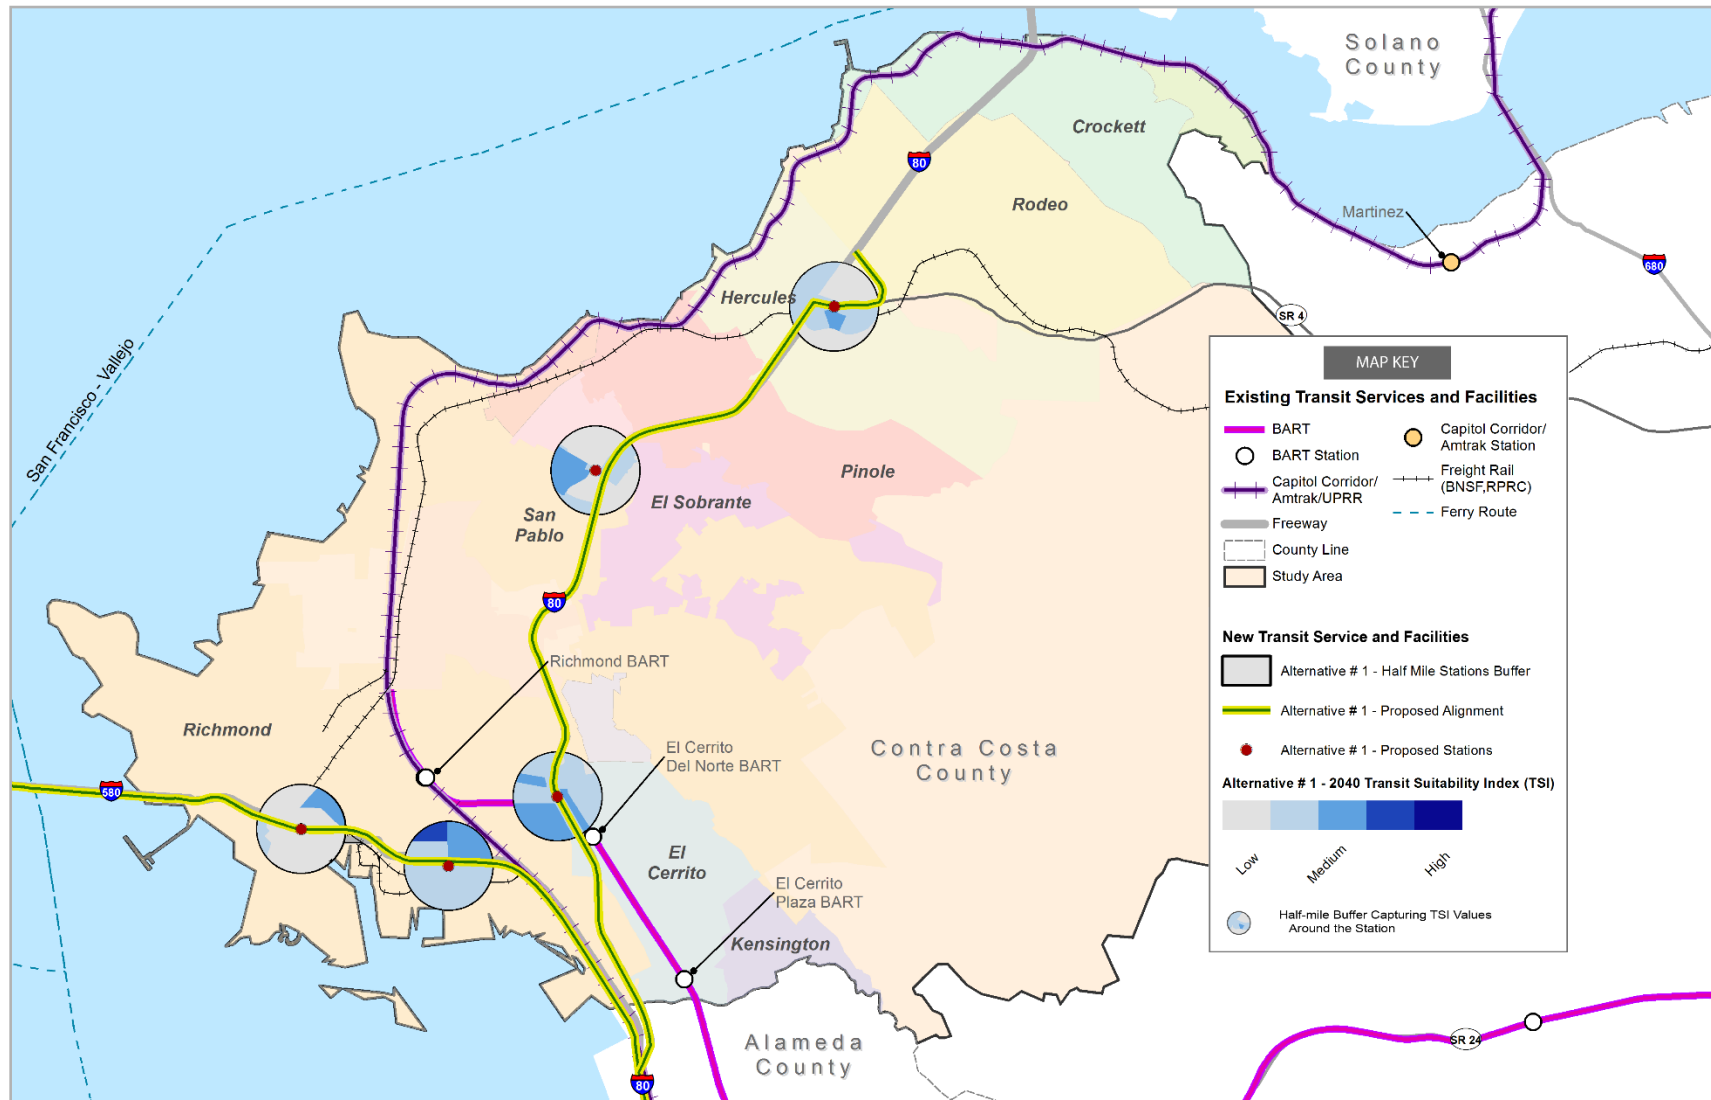 Solano
County
Crockett
80
Rodeo
Martinez
680
Hercules
SR 4
San Francisco - Vallejo
Pinole
El Sobrante
San
Pablo
80
Richmond BART
Richmond
El Cerrito
Del Norte BART
Contra Costa
County
580
El
Cerrito
El Cerrito
Plaza BART
Kensington
Alameda
County
80
SR 24
MAP KEY
Existing Transit Services and Facilities
BART
BART Station
Capitol Corridor/
Amtrak/UPRR
Freeway
County Line
Study Area
Capitol Corridor/
Amtrak Station
Freight Rail
(BNSF,RPRC)
Ferry Route
New Transit Service and Facilities
Alternative # 1 - Half Mile Stations Buffer
Alternative # 1 - Proposed Alignment
Alternative # 1 - Proposed Stations
Alternative # 1 - 2040 Transit Suitability Index (TSI)
Low
Medium
High
Half-mile Buffer Capturing TSI Values
Around the Station